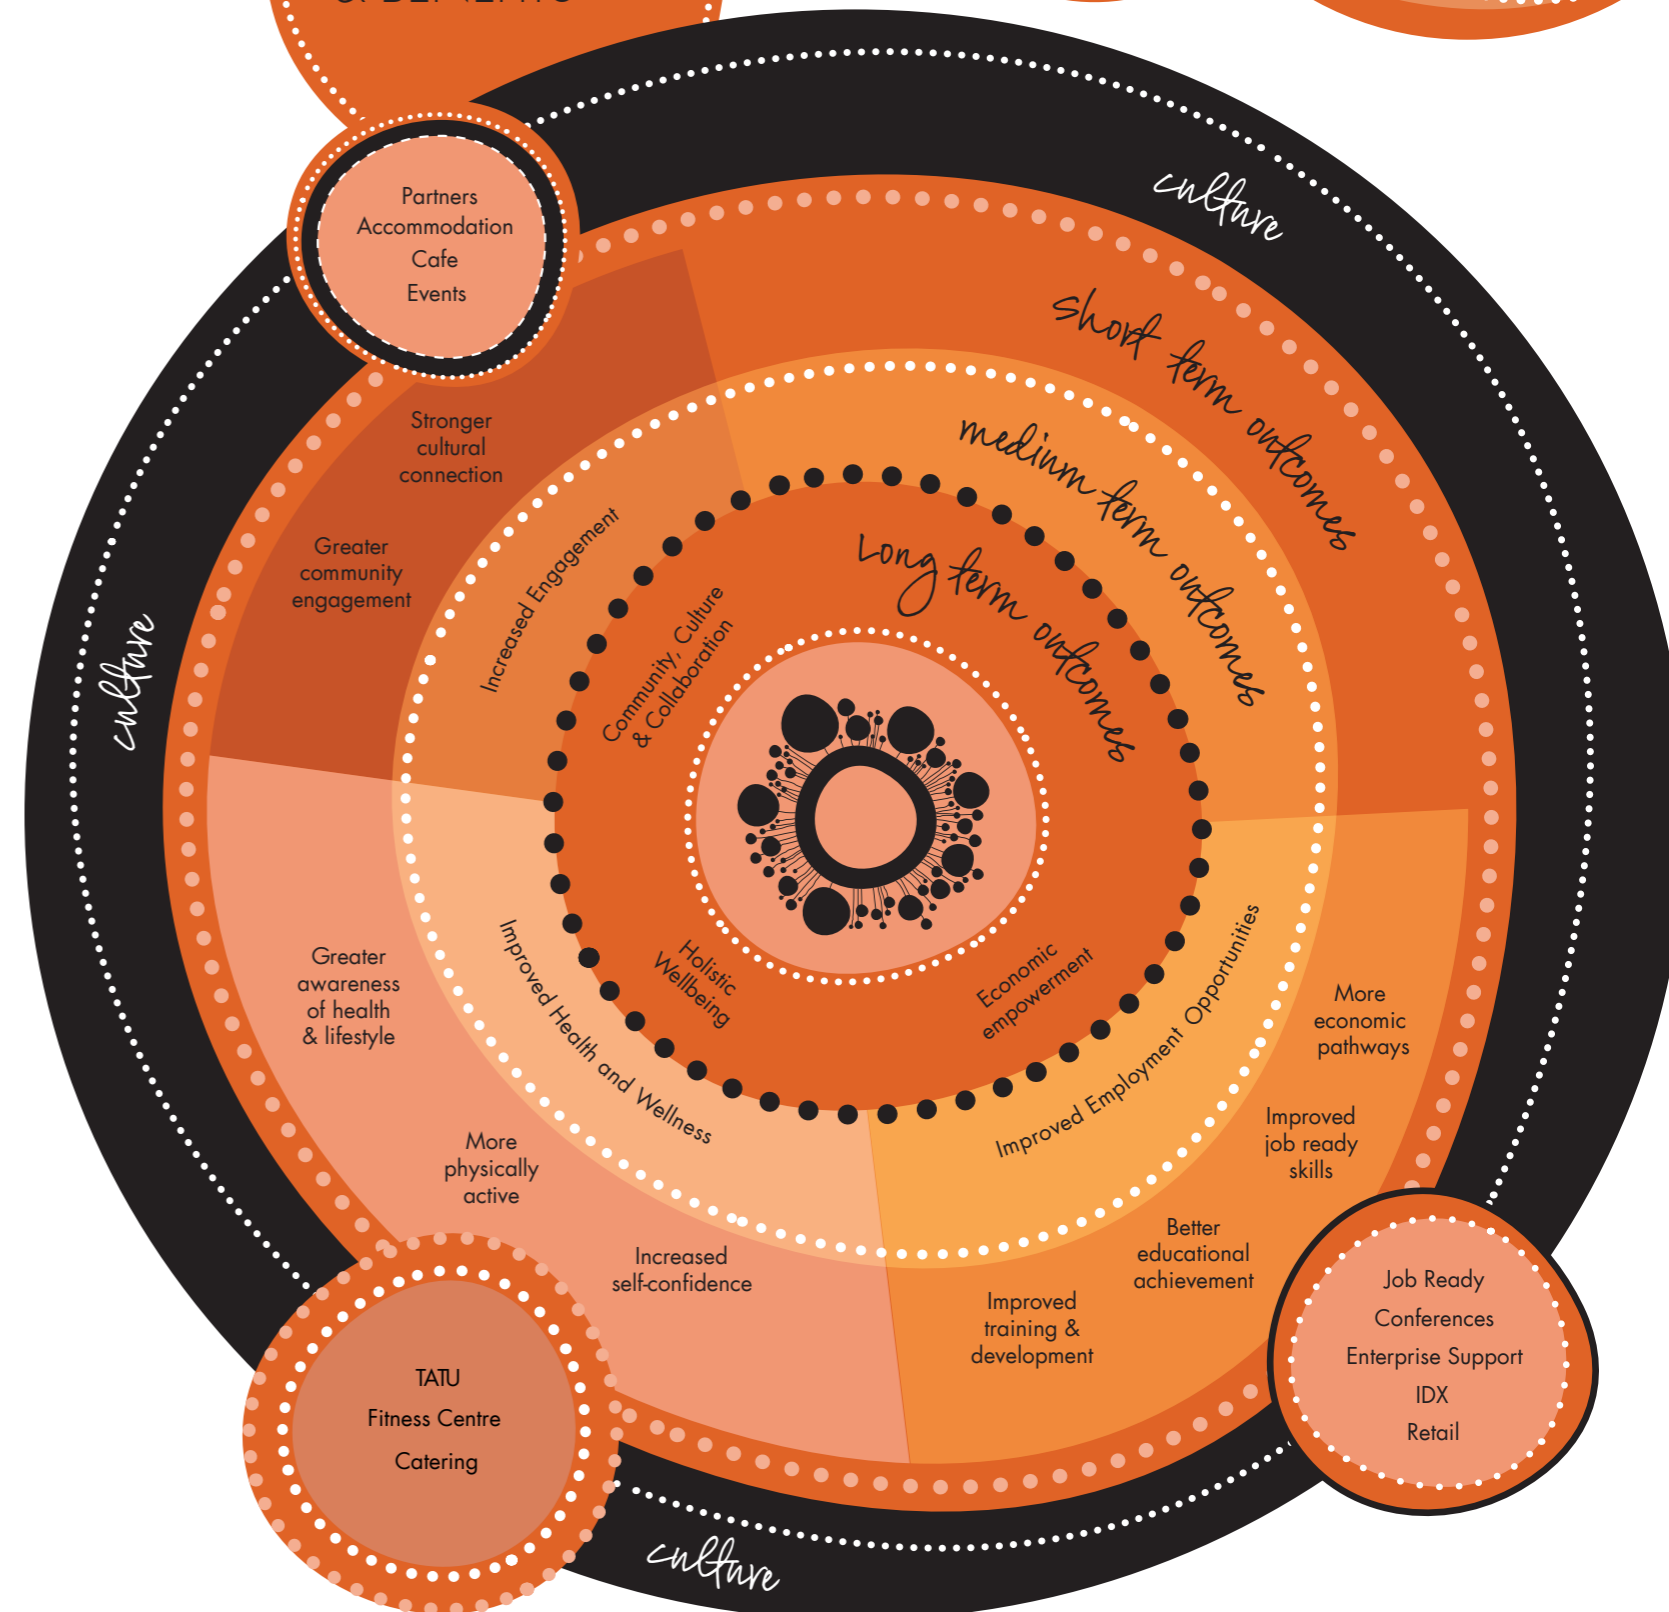 & BENEFITS
Partners
Accommodation
Cafe
Events
culture
culture
culture
short term outcomes
medium term outcomes
Long term outcomes
Stronger
cultural
connection
Greater
community
engagement
Increased Engagement
Community, Culture
& Collaboration
Greater
awareness
of health
& lifestyle
More
physically
active
Increased
self-confidence
Improved Health and Wellness
Holistic
Wellbeing
Economic
empowerment
Improved Employment Opportunities
More
economic
pathways
Improved
job ready
skills
Better
educational
achievement
Improved
training &
development
TATU
Fitness Centre
Catering
Job Ready
Conferences
Enterprise Support
IDX
Retail